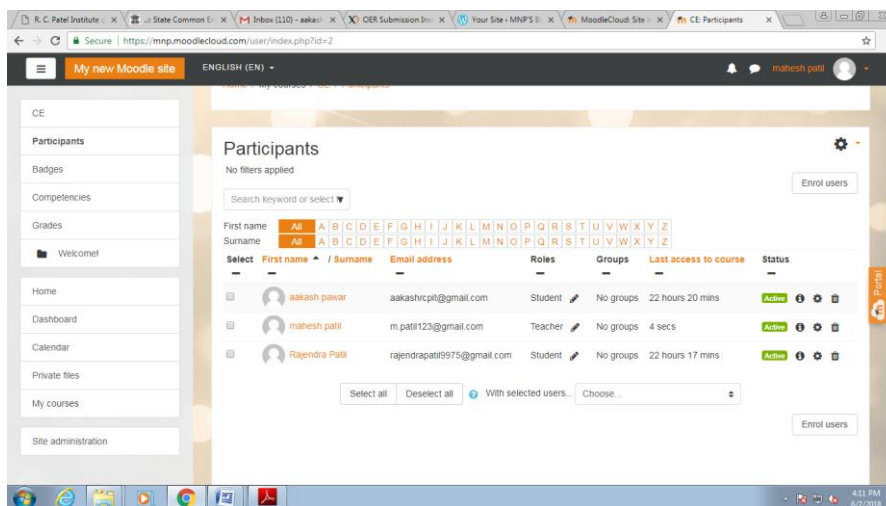 R. C. Patel Institute
State Common E
Inbox (110) - aakash
OER Submission
Your Site ‹ MNP'S
MoodleCloud: Site
CE: Participants
Secure | https://mnp.moodlecloud.com/user/index.php?id=2
My new Moodle site
ENGLISH (EN)
mahesh patil
CE
Participants
Badges
Competencies
Grades
Welcome!
Home
Dashboard
Calendar
Private files
My courses
Site administration
Participants
No filters applied
Enrol users
Search keyword or select
First name All A B C D E F G H I J K L M N O P Q R S T U V W X Y Z
Surname All A B C D E F G H I J K L M N O P Q R S T U V W X Y Z
Select First name / Surname Email address Roles Groups Last access to course Status
aakash pawar aakashrcpit@gmail.com Student No groups 22 hours 20 mins Active
mahesh patil m.patil123@gmail.com Teacher No groups 4 secs Active
Rajendra Patil rajendrapatil9975@gmail.com Student No groups 22 hours 17 mins Active
Select all Deselect all With selected users... Choose...
Enrol users
Portal
4:11 PM
6/2/2018